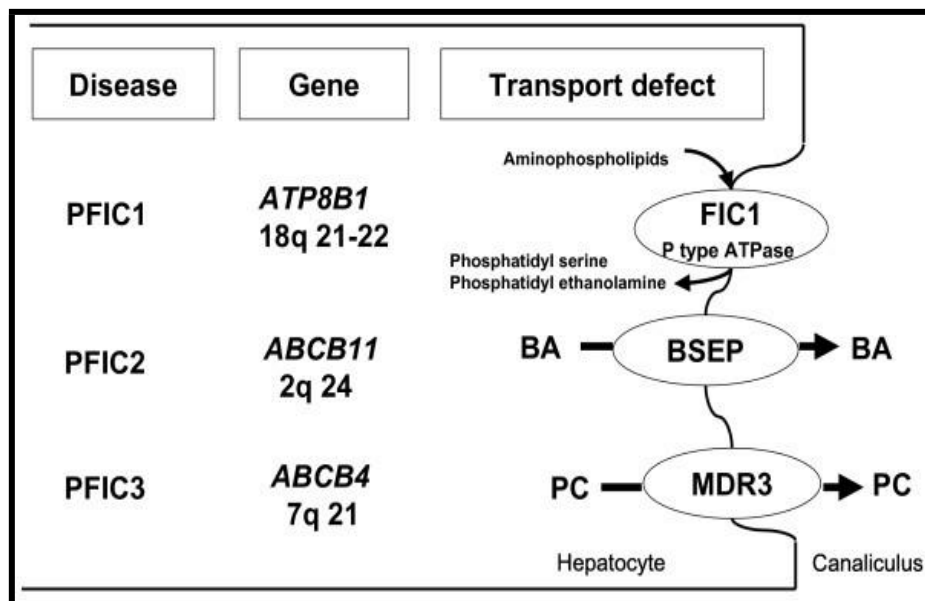 Disease
Gene
Transport defect
Aminophospholipids
PFIC1
ATP8B1
18q 21-22
FIC1
P type ATPase
Phosphatidyl serine
Phosphatidyl ethanolamine
PFIC2
ABCB11
2q 24
BA
BSEP
BA
PFIC3
ABCB4
7q 21
PC
MDR3
PC
Hepatocyte
Canaliculus